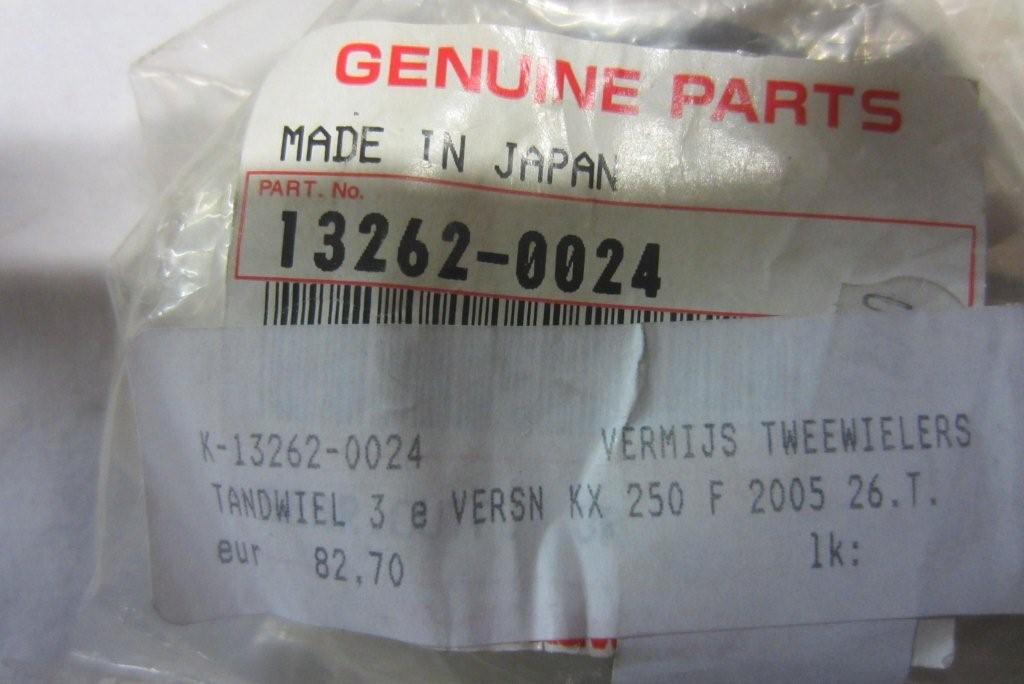 GENUINE PARTS
MADE IN JAPAN
PART. No.
13262-0024
K-13262-0024 VERMIJS TWEEWIELERS
TANDWIEL 3 e VERSN KX 250 F 2005 26.T.
eur 82,70 lk: